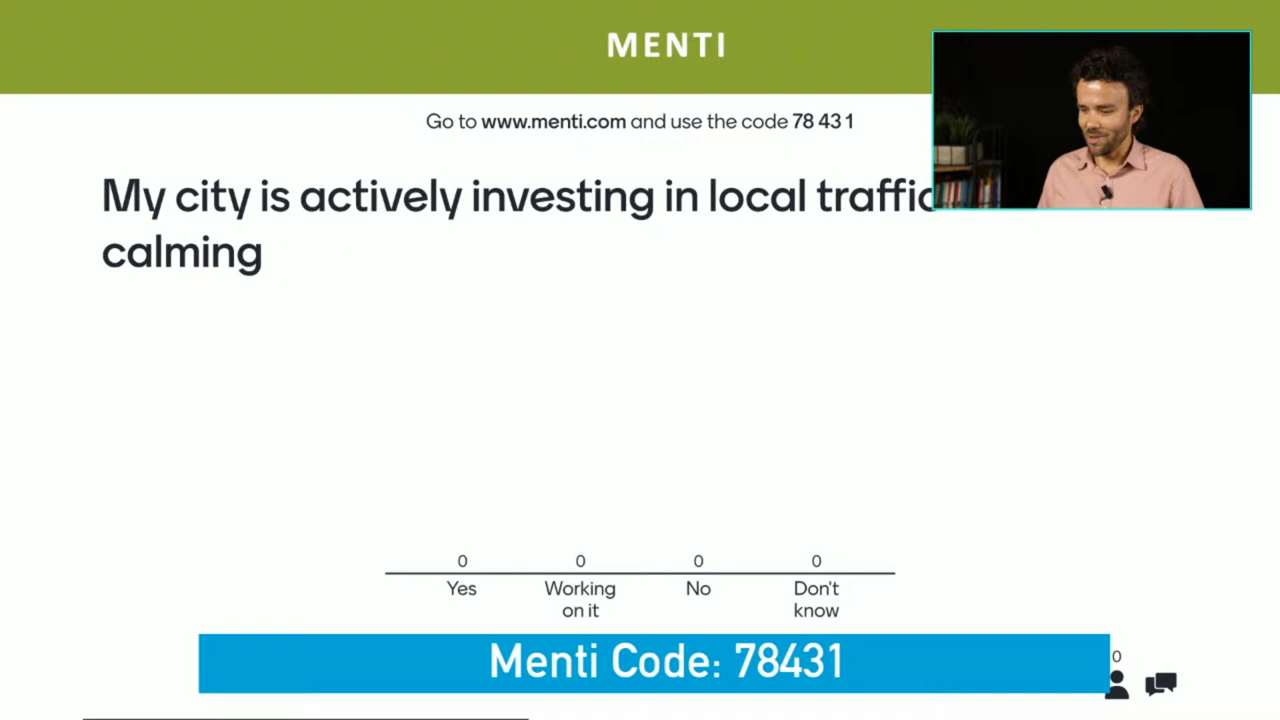 MENTI
Go to www.menti.com and use the code 78 43 1
My city is actively investing in local traffic
calming
0 0 0 0
Yes Working on it No Don't know
Menti Code: 78431
0